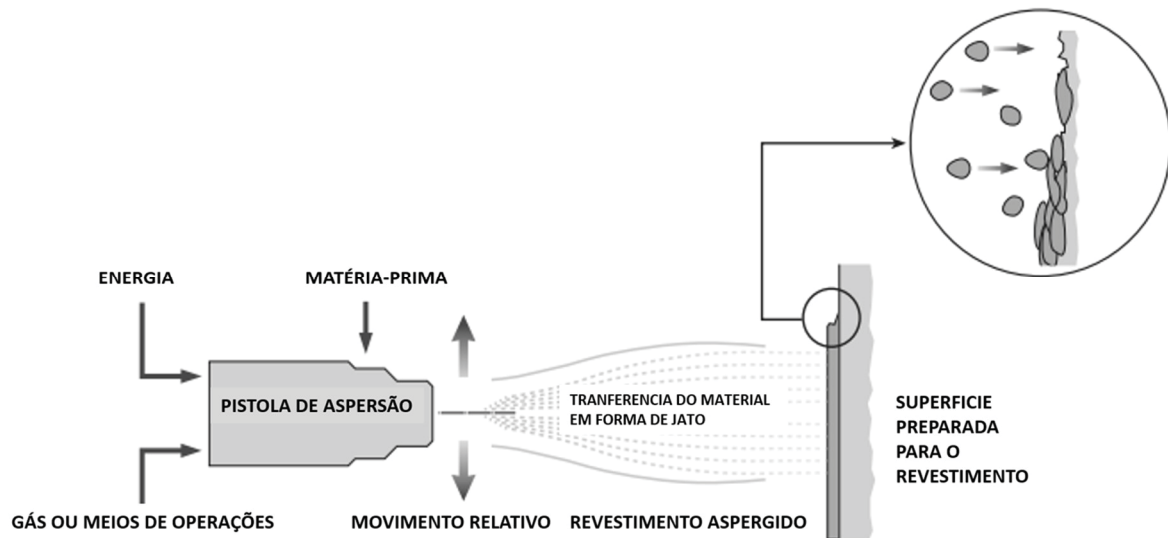 ENERGIA
MATÉRIA-PRIMA
PISTOLA DE ASPERSÃO
TRANFERENCIA DO MATERIAL
EM FORMA DE JATO
SUPERFICIE
PREPARADA
PARA O
REVESTIMENTO
GÁS OU MEIOS DE OPERAÇÕES
MOVIMENTO RELATIVO
REVESTIMENTO ASPERGIDO